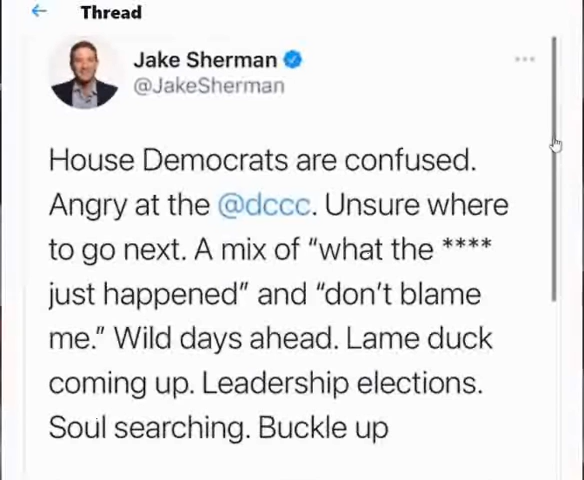 Thread
Jake Sherman
@JakeSherman
House Democrats are confused.
Angry at the @dccc. Unsure where
to go next. A mix of “what the ****
just happened” and “don’t blame
me.” Wild days ahead. Lame duck
coming up. Leadership elections.
Soul searching. Buckle up